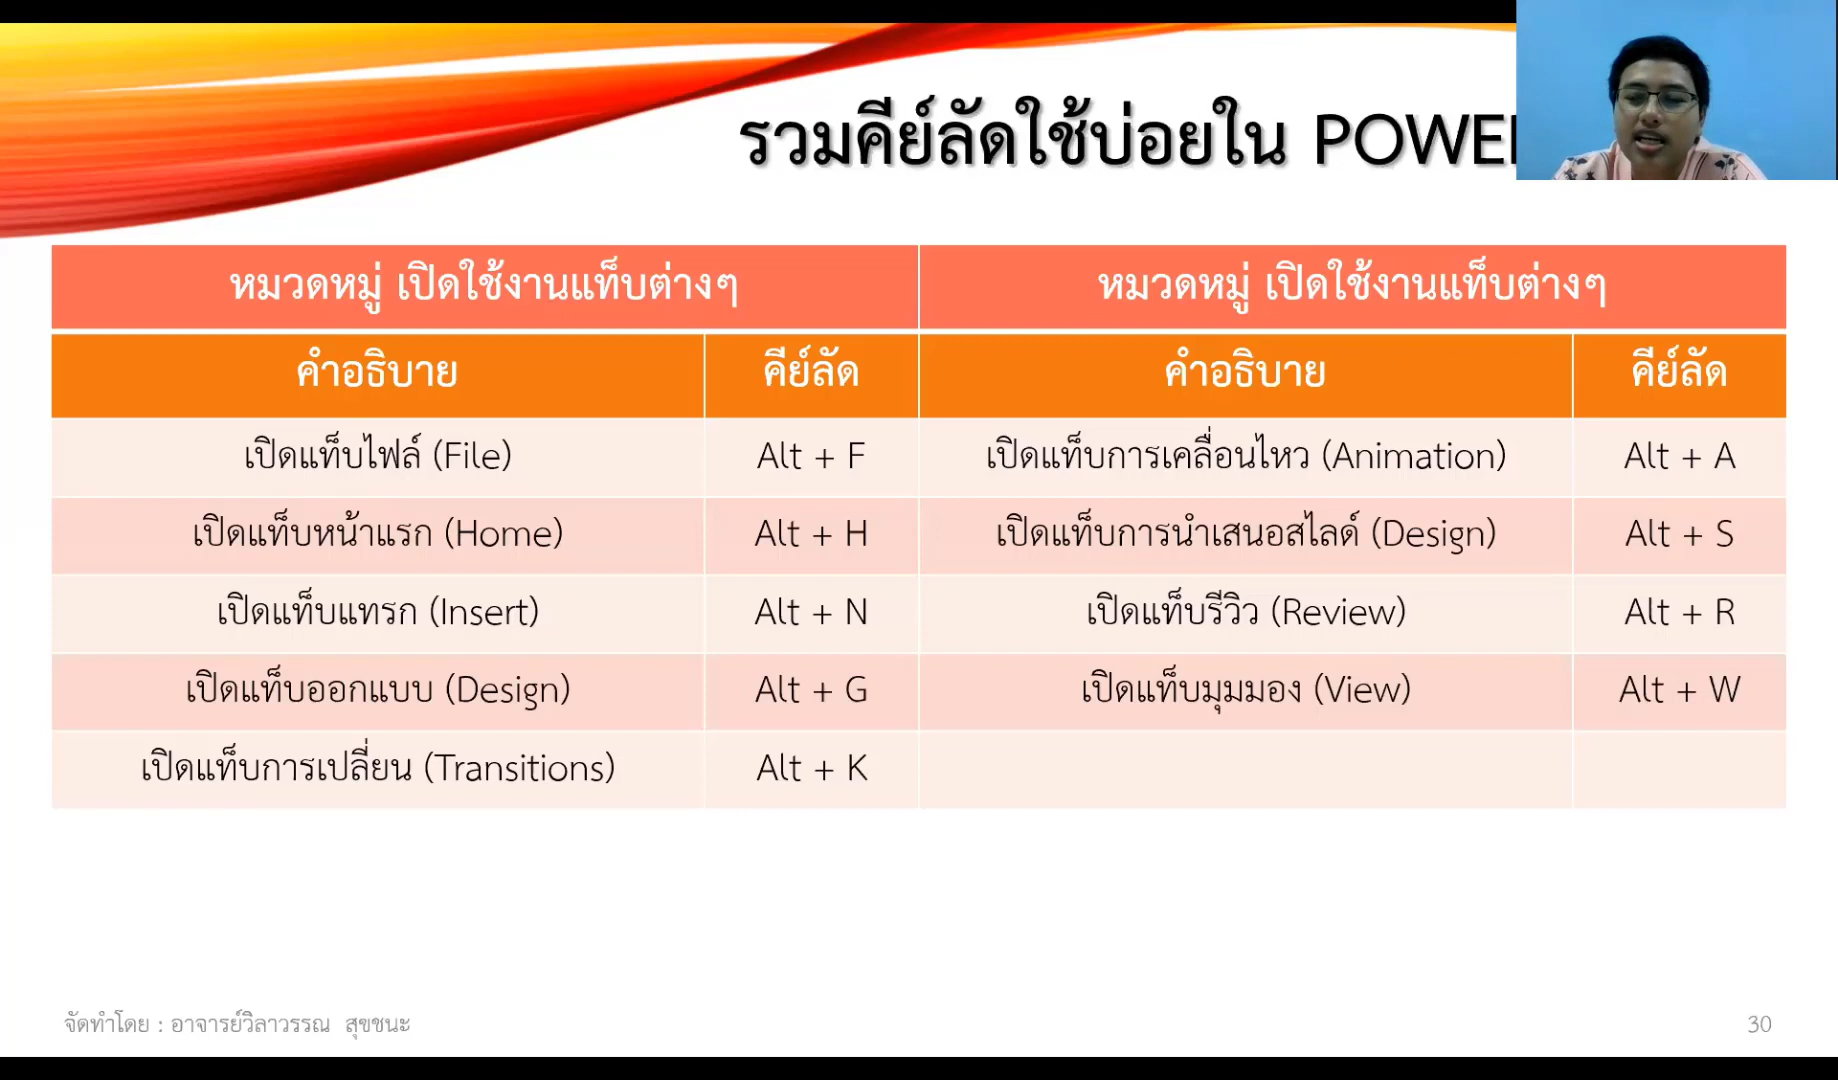 รวมคีย์ลัดใช้บ่อยใน
หมวดหมู่ เปิดใช้งานแท็บต่างๆ หมวดหมู่ เปิดใช้งานแท็บต่างๆ
คำอธิบาย คีย์ลัด คำอธิบาย คีย์ลัด
เปิดแท็บไฟล์ (File) Alt + F เปิดแท็บการเคลื่อนไหว (Animation) Alt + A
เปิดแท็บหน้าแรก (Home) Alt + H เปิดแท็บการนำเสนอสไลด์ (Design) Alt + S
เปิดแท็บแทรก (Insert) Alt + N เปิดแท็บรีวิว (Review) Alt + R
เปิดแท็บออกแบบ (Design) Alt + G เปิดแท็บมุมมอง (View) Alt + W
เปิดแท็บการเปลี่ยน (Transitions) Alt + K
จัดทำโดย : อาจารย์วิลาวรรณ สุขชนะ 30